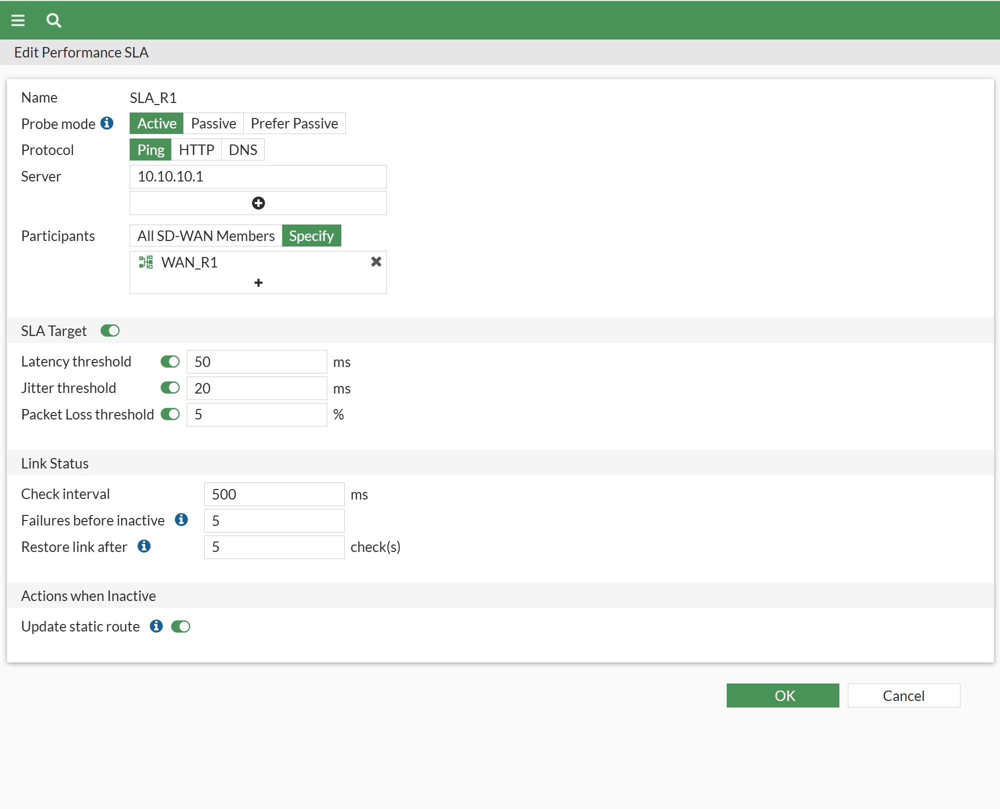 Edit Performance SLA
Name SLA_R1
Probe mode Active Passive Prefer Passive
Protocol Ping HTTP DNS
Server 10.10.10.1
Participants All SD-WAN Members Specify
WAN_R1
SLA Target
Latency threshold 50 ms
Jitter threshold 20 ms
Packet Loss threshold 5 %
Link Status
Check interval 500 ms
Failures before inactive 5
Restore link after 5 check(s)
Actions when Inactive
Update static route
OK Cancel